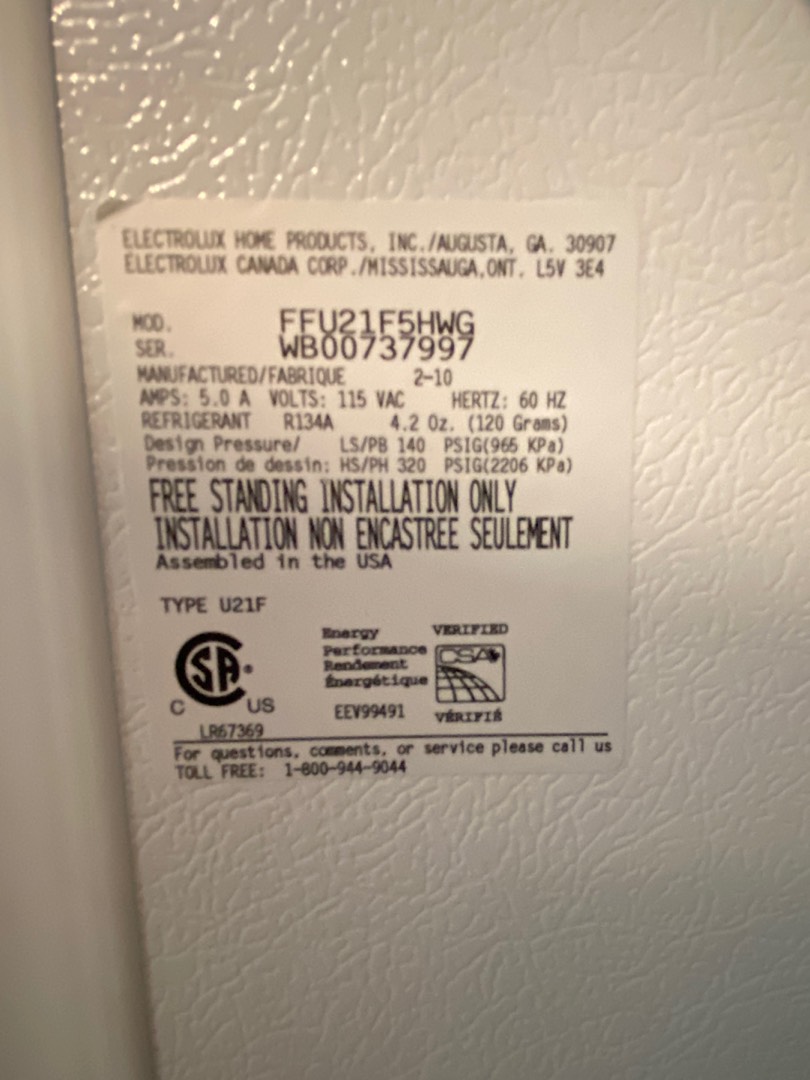 ELECTROLUX HOME PRODUCTS, INC./AUGUSTA, GA. 30907
ELECTROLUX CANADA CORP./MISSISSAUGA,ONT. L5V 3E4
MOD. FFU21F5HWG
SER. WB00737997
MANUFACTURED/FABRIQUE 2-10
AMPS: 5.0 A VOLTS: 115 VAC HERTZ: 60 HZ
REFRIGERANT R134A 4.2 Oz. (120 Grams)
Design Pressure/ LS/PB 140 PSIG(965 KPa)
Pression de dessin: HS/PH 320 PSIG(2206 KPa)
FREE STANDING INSTALLATION ONLY
INSTALLATION NON ENCASTREE SEULEMENT
Assembled in the USA
TYPE U21F
SA ®
C US
LR67369
Energy
Performance
Rendement
Énergétique
EEV99491
VERIFIED
CSA
VÉRIFIÉ
For questions, comments, or service please call us
TOLL FREE: 1-800-944-9044